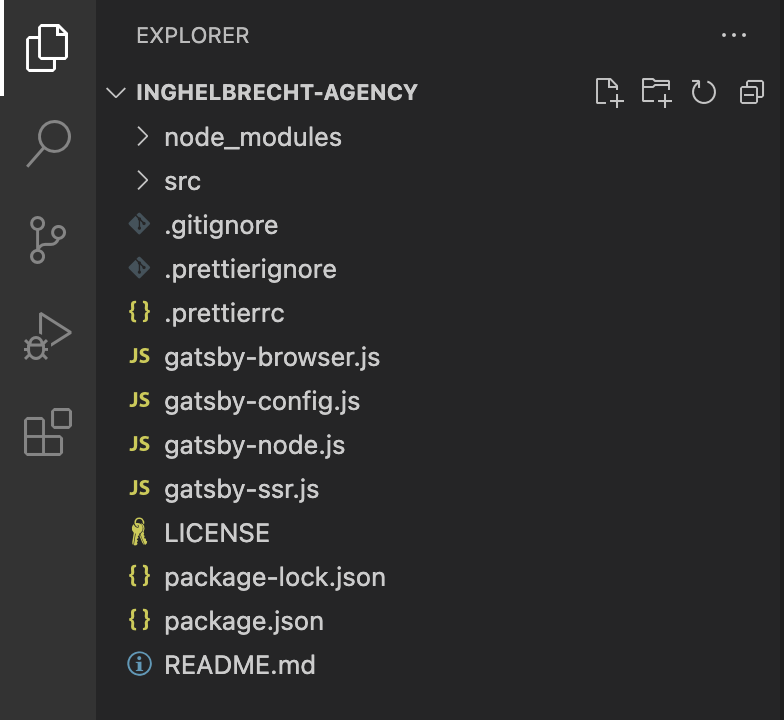 EXPLORER
INGHELBRECHT-AGENCY
node_modules
src
.gitignore
.prettierignore
{} .prettierrc
JS gatsby-browser.js
JS gatsby-config.js
JS gatsby-node.js
JS gatsby-ssr.js
LICENSE
{} package-lock.json
{} package.json
README.md